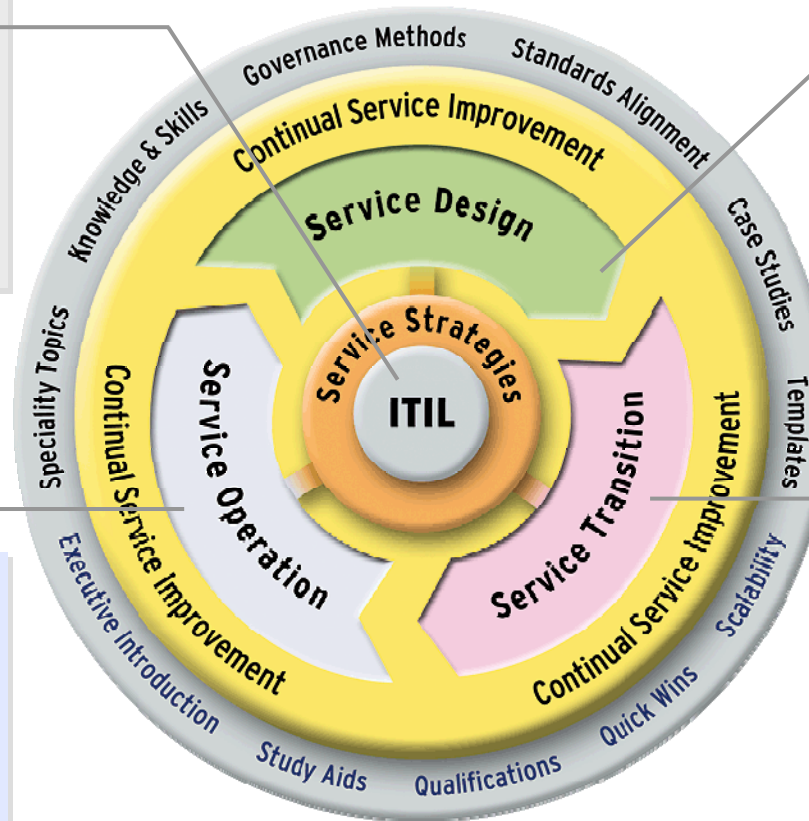 Governance Methods
Standards Alignment
Knowledge & Skills
Case Studies
Speciality Topics
Templates
Executive Introduction
Scalability
Study Aids
Qualifications
Quick Wins
Continual Service Improvement
Continual Service Improvement
Continual Service Improvement
Service Design
Service Operation
Service Transition
Service Strategies
ITIL